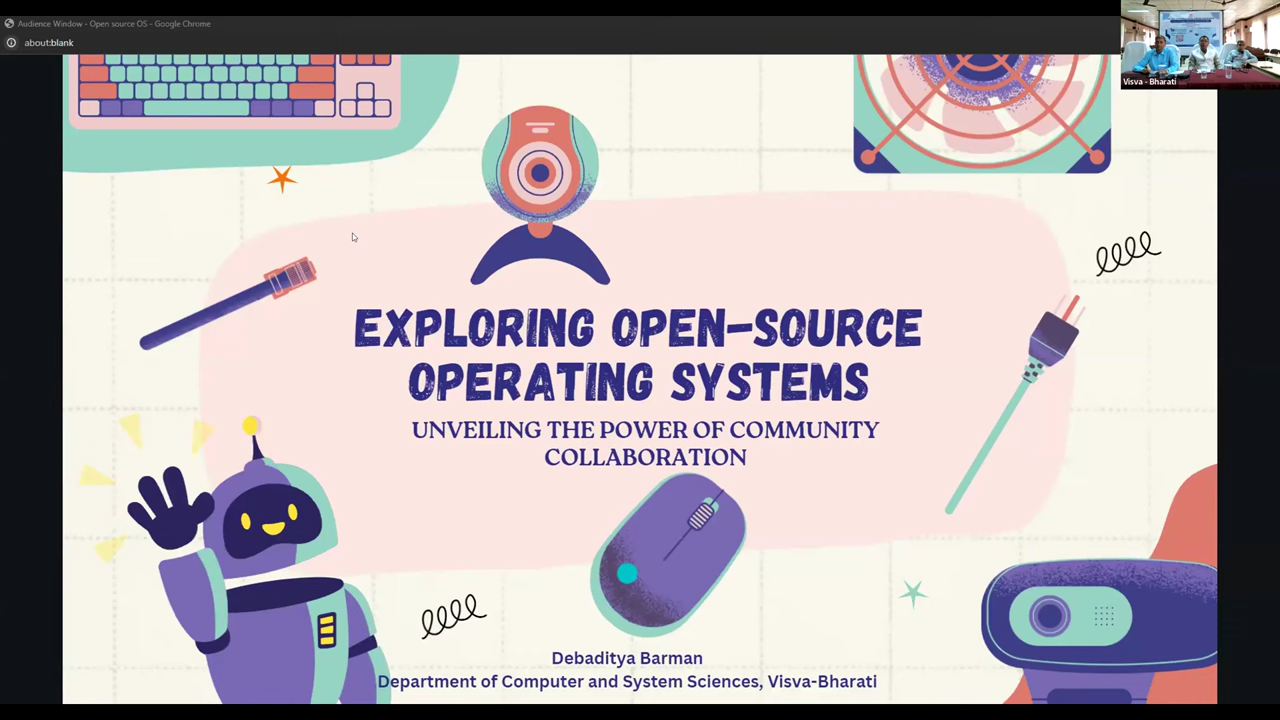 Audience Window - Open source OS - Google Chrome
about:blank
Visva - Bharati
EXPLORING OPEN-SOURCE
OPERATING SYSTEMS
UNVEILING THE POWER OF COMMUNITY
COLLABORATION
Debaditya Barman
Department of Computer and System Sciences, Visva-Bharati